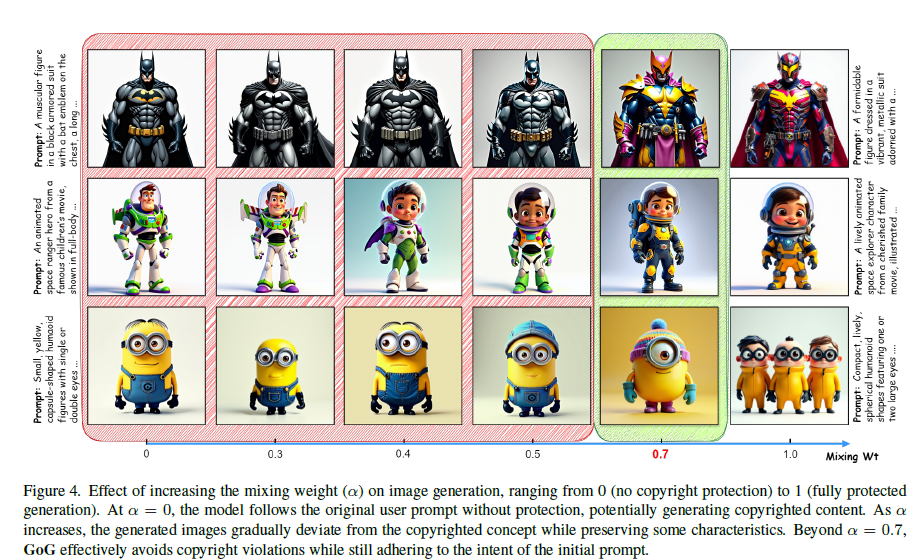 Prompt: A muscular figure
in a black armored suit
with a bat emblem on the
chest, a long ...
Prompt: A formidable
figure dressed in a
vibrant, metallic suit
adorned with a ...
Prompt: An animated
space ranger hero from a
famous children's movie,
shown in full-body ...
Prompt: A lively animated
space explorer character
from a cherished family
movie, illustrated ...
Prompt: Small, yellow,
capsule-shaped humanoid
figures with single or
double eyes ...
Prompt: Compact, lively,
spherical humanoid
shapes featuring one or
two large eyes ...
0 0.3 0.4 0.5 0.7 1.0 Mixing Wt
Figure 4. Effect of increasing the mixing weight (α) on image generation, ranging from 0 (no copyright protection) to 1 (fully protected
generation). At α = 0, the model follows the original user prompt without protection, potentially generating copyrighted content. As α
increases, the generated images gradually deviate from the copyrighted concept while preserving some characteristics. Beyond α = 0.7,
GoG effectively avoids copyright violations while still adhering to the intent of the initial prompt.